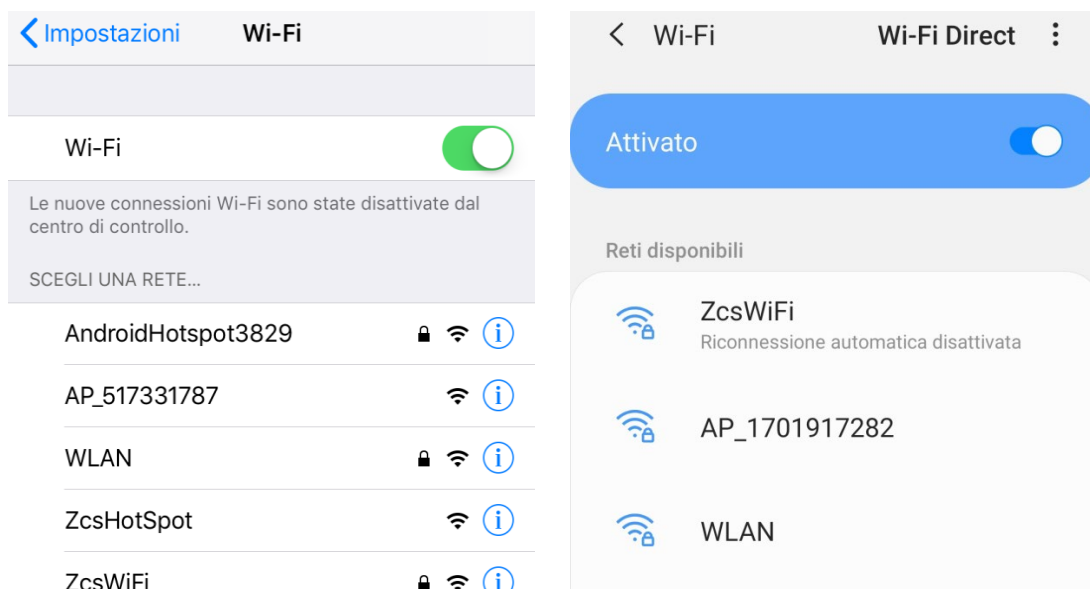 Impostazioni
Wi-Fi
Wi-Fi
Le nuove connessioni Wi-Fi sono state disattivate dal
centro di controllo.
SCEGLI UNA RETE...
AndroidHotspot3829
AP_517331787
WLAN
ZcsHotSpot
ZcsWiFi
Wi-Fi
Wi-Fi Direct
Attivato
Reti disponibili
ZcsWiFi
Riconnessione automatica disattivata
AP_1701917282
WLAN